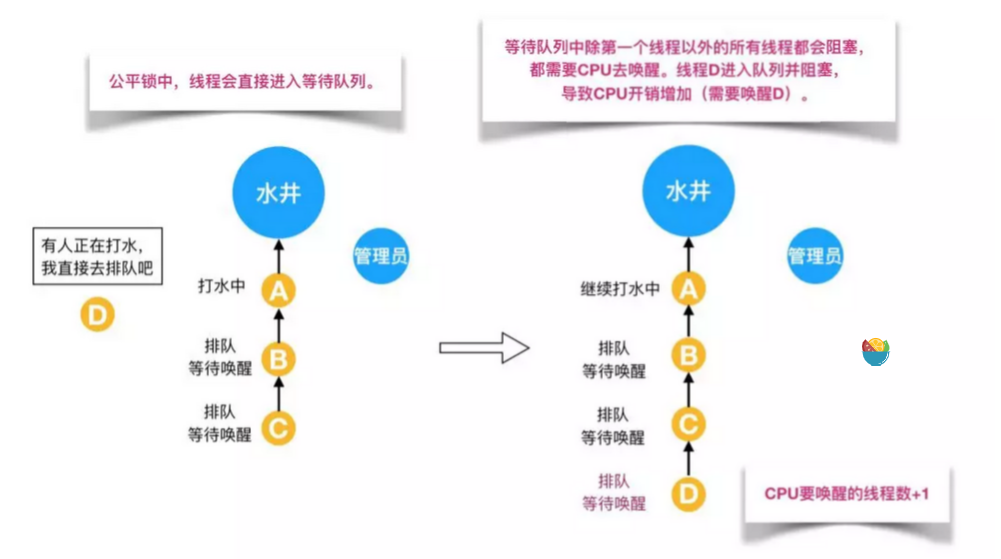 公平锁中，线程会直接进入等待队列。
等待队列中除第一个线程以外的所有线程都会阻塞，
都需要CPU去唤醒。线程D进入队列并阻塞，
导致CPU开销增加（需要唤醒D）。
水井
有人正在打水，
我直接去排队吧
管理员
D
打水中
A
排队
等待唤醒
B
排队
等待唤醒
C
水井
管理员
继续打水中
A
排队
等待唤醒
B
排队
等待唤醒
C
排队
等待唤醒
D
CPU要唤醒的线程数+1